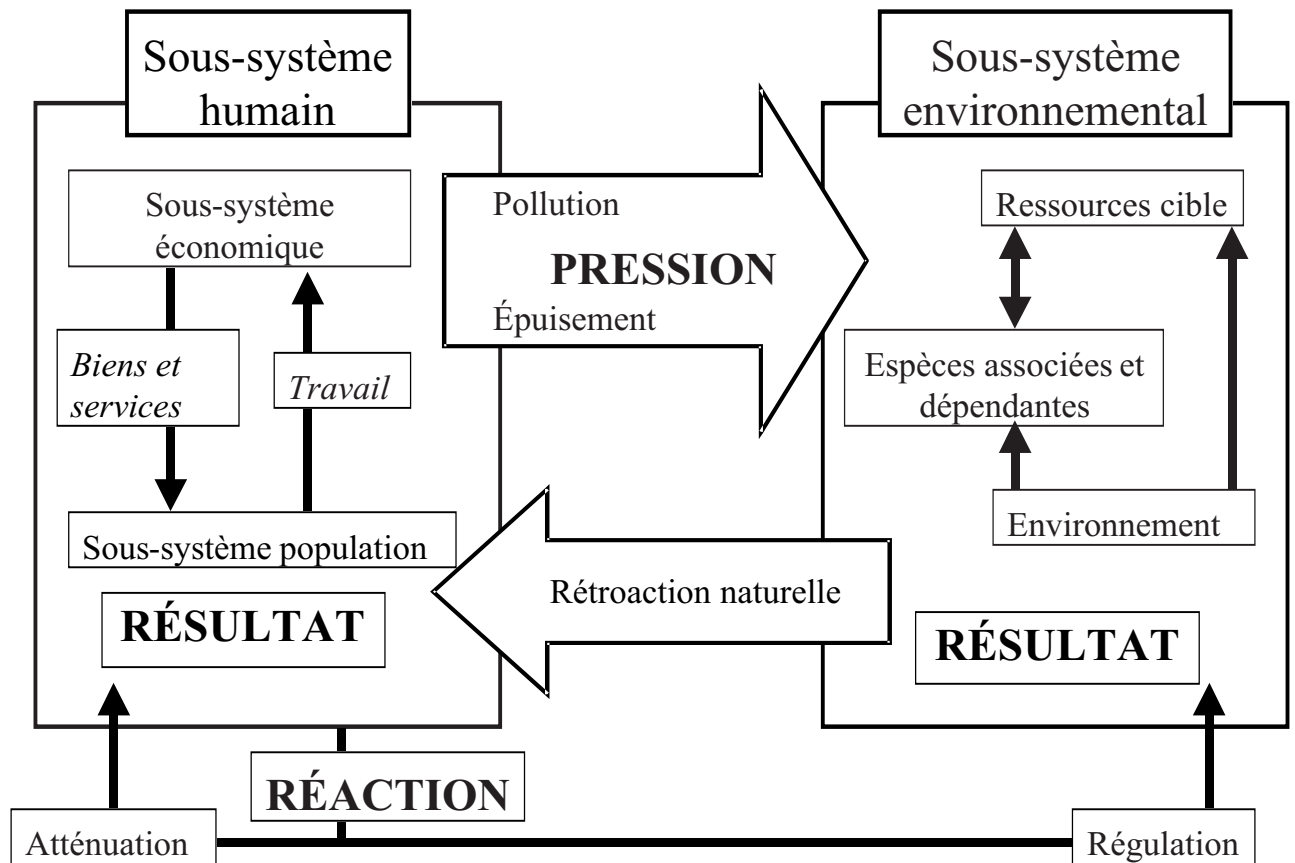 Sous-système
humain
Sous-système
économique
Biens et
services
Travail
Sous-système population
RÉSULTAT
Pollution
PRESSION
Épuisement
Rétroaction naturelle
Sous-système
environnemental
Ressources cible
Espèces associées et
dépendantes
Environnement
RÉSULTAT
RÉACTION
Atténuation
Régulation